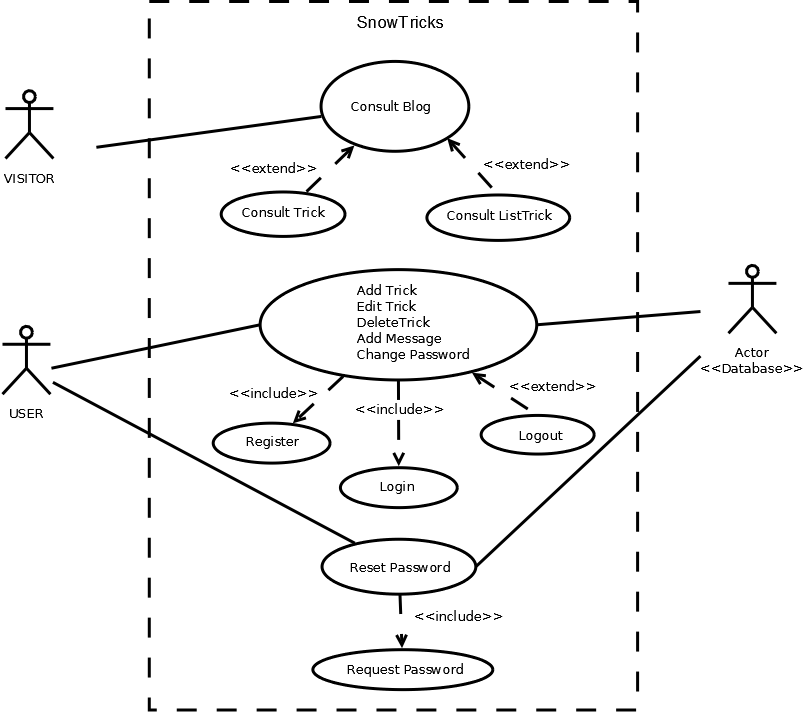 SnowTricks
Consult Blog
<<extend>>
<<extend>>
VISITOR
Consult Trick
Consult ListTrick
Add Trick
Edit Trick
DeleteTrick
Add Message
Change Password
Actor
<<Database>>
USER
<<include>>
<<include>>
<<extend>>
Register
Logout
Login
Reset Password
<<include>>
Request Password